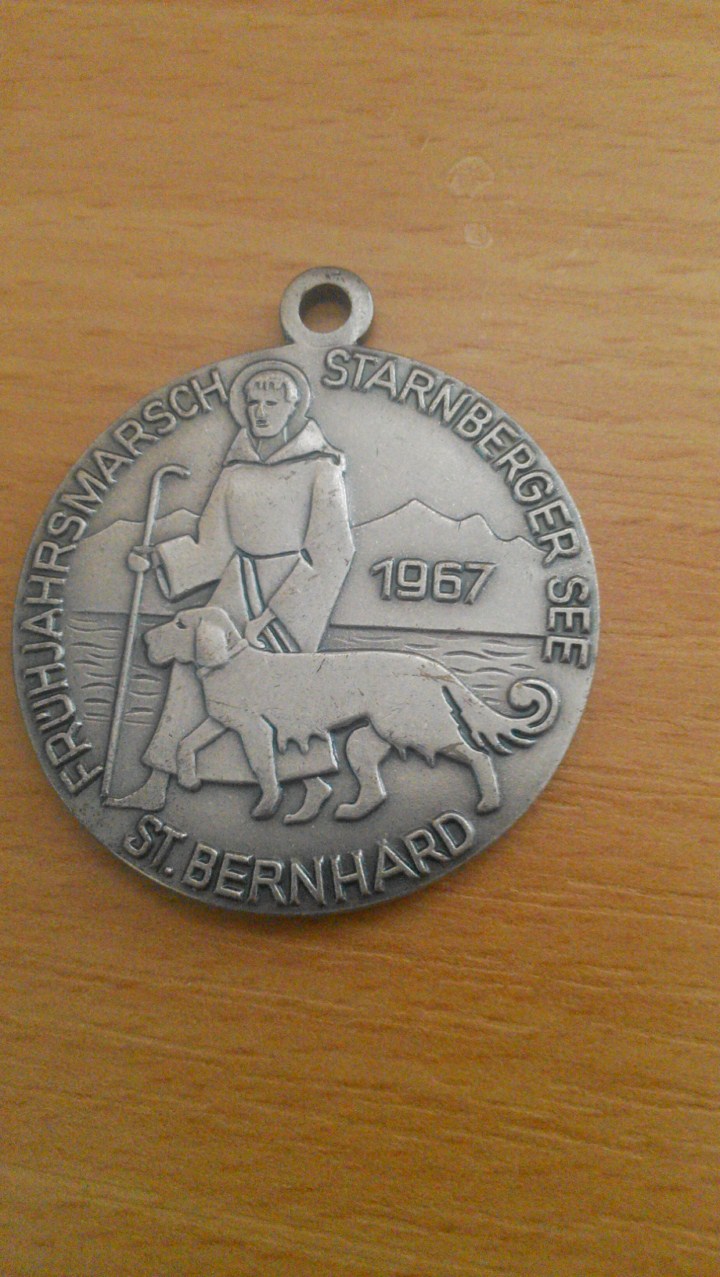 FRÜHJAHRSMARSCH STARNBERGER SEE
1967
ST. BERNHARD